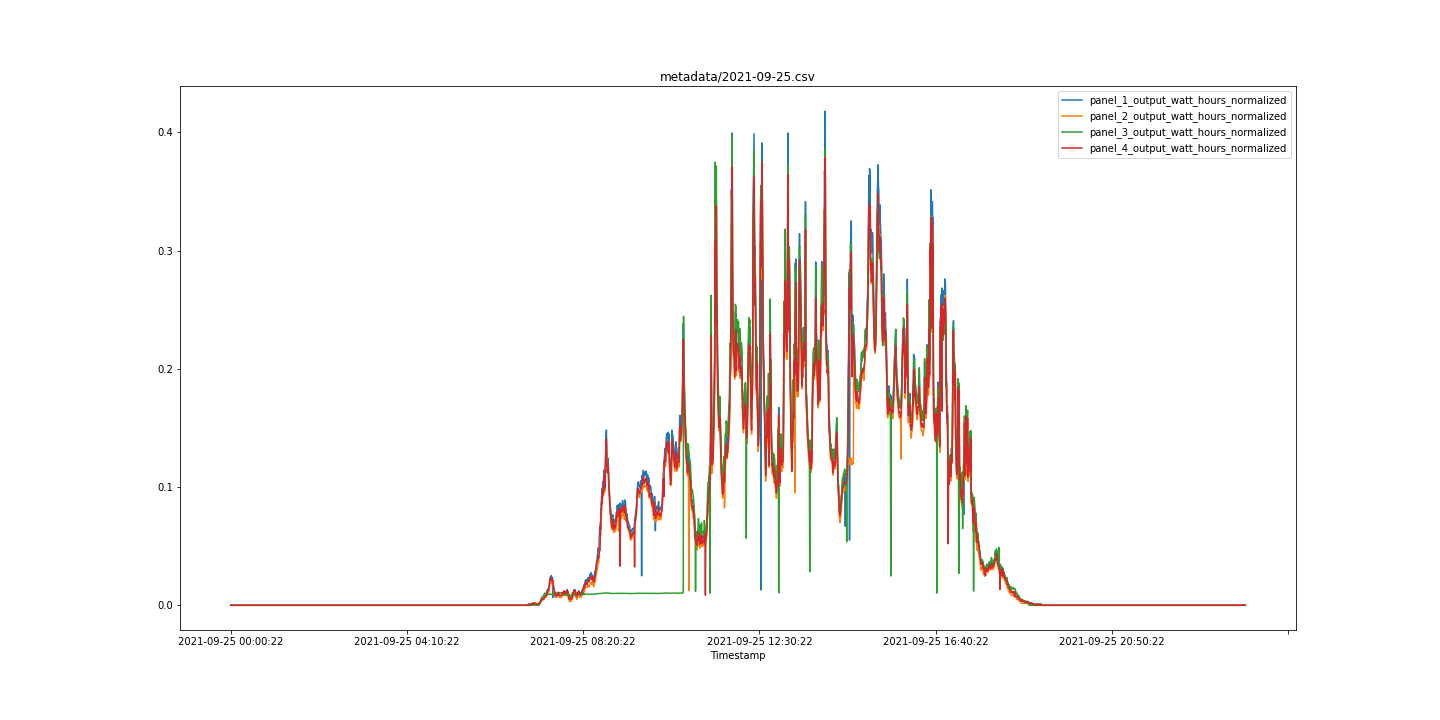 metadata/2021-09-25.csv
panel_1_output_watt_hours_normalized
panel_2_output_watt_hours_normalized
panel_3_output_watt_hours_normalized
panel_4_output_watt_hours_normalized
0.4
0.3
0.2
0.1
0.0
2021-09-25 00:00:22
2021-09-25 04:10:22
2021-09-25 08:20:22
2021-09-25 12:30:22
2021-09-25 16:40:22
2021-09-25 20:50:22
Timestamp